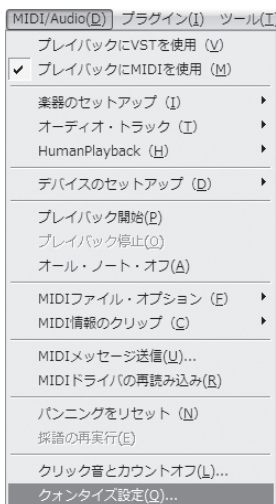 MIDI/Audio(D) プラグイン(I) ツール(T
プレイバックにVSTを使用 (V)
✓ プレイバックにMIDIを使用 (M)
楽器のセットアップ (I)
オーディオ・トラック (T)
HumanPlayback (H)
デバイスのセットアップ (D)
プレイバック開始(P)
プレイバック停止(O)
オール・ノート・オフ(A)
MIDIファイル・オプション (F)
MIDI情報のクリップ (C)
MIDIメッセージ送信(U)...
MIDIドライバの再読み込み(R)
パンニングをリセット (N)
採譜の再実行(E)
クリック音とカウントオフ(L)...
クォンタイズ設定(Q)...